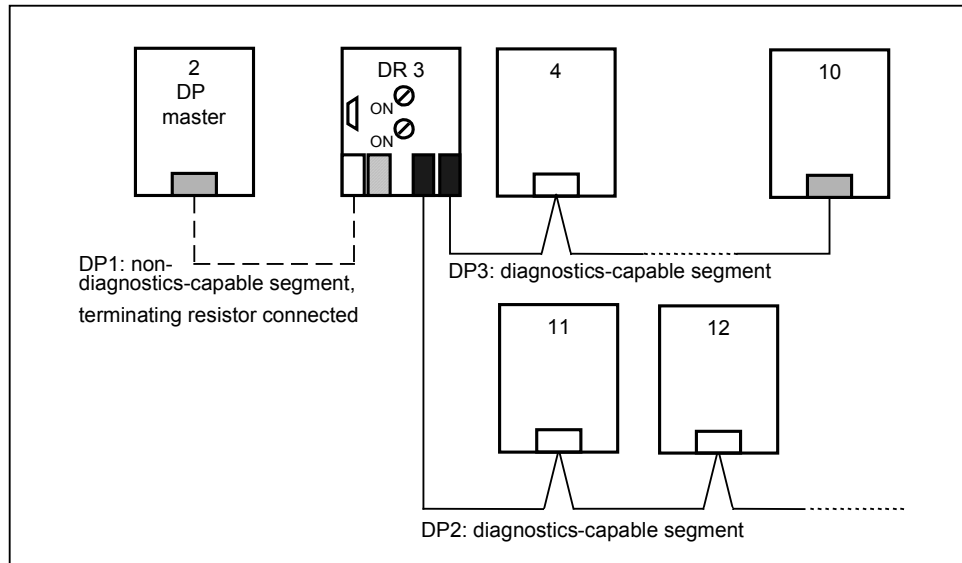 2
DP
master
DR 3
ON
ON
4
10
DP1: non-
diagnostics-capable segment,
terminating resistor connected
DP3: diagnostics-capable segment
11
12
DP2: diagnostics-capable segment